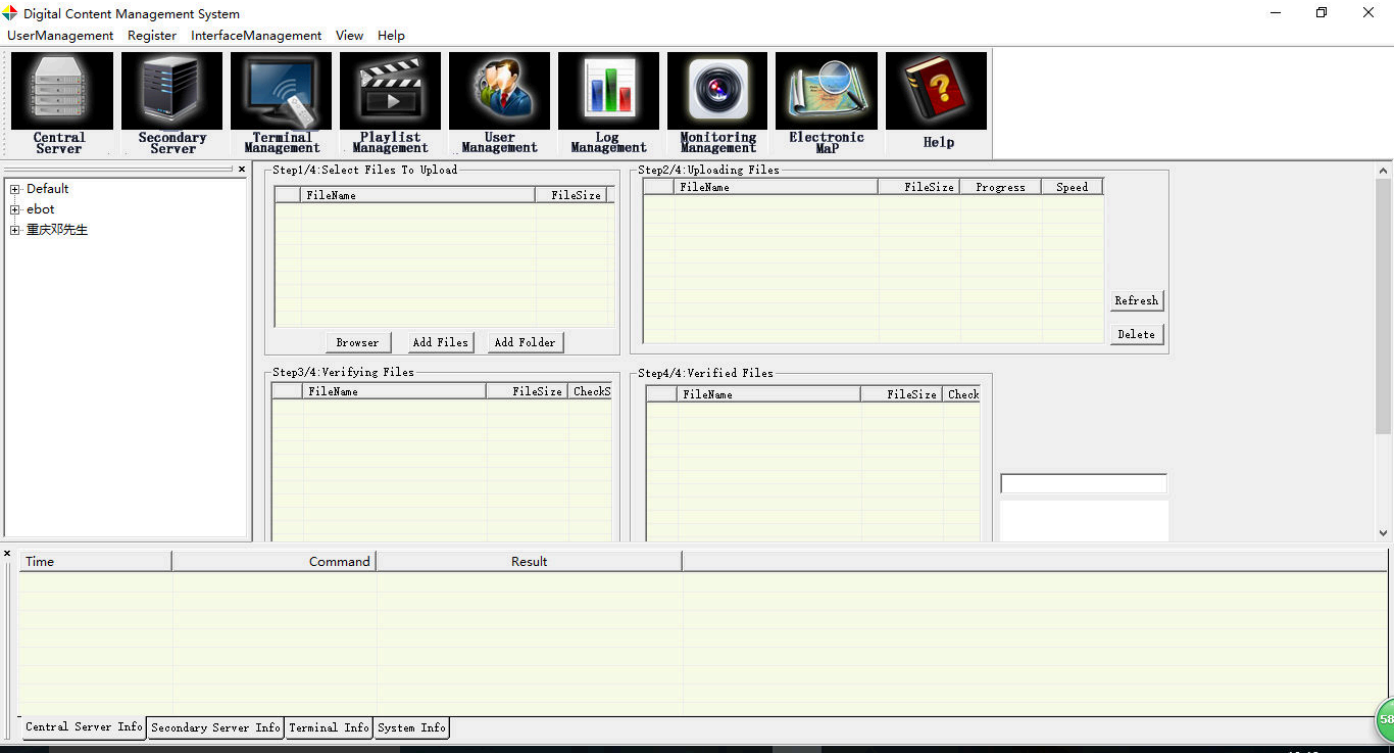 Digital Content Management System
UserManagement Register InterfaceManagement View Help
Central Server
Secondary Server
Terminal Management
Playlist Management
User Management
Log Management
Monitoring Management
Electronic MaP
Help
Default
ebot
重庆邓先生
Step1/4:Select Files To Upload
FileName FileSize
Browser Add Files Add Folder
Step2/4:Uploading Files
FileName FileSize Progress Speed
Refresh
Delete
Step3/4:Verifying Files
FileName FileSize CheckS
Step4/4:Verified Files
FileName FileSize Check
Time Command Result
Central Server Info Secondary Server Info Terminal Info System Info
58